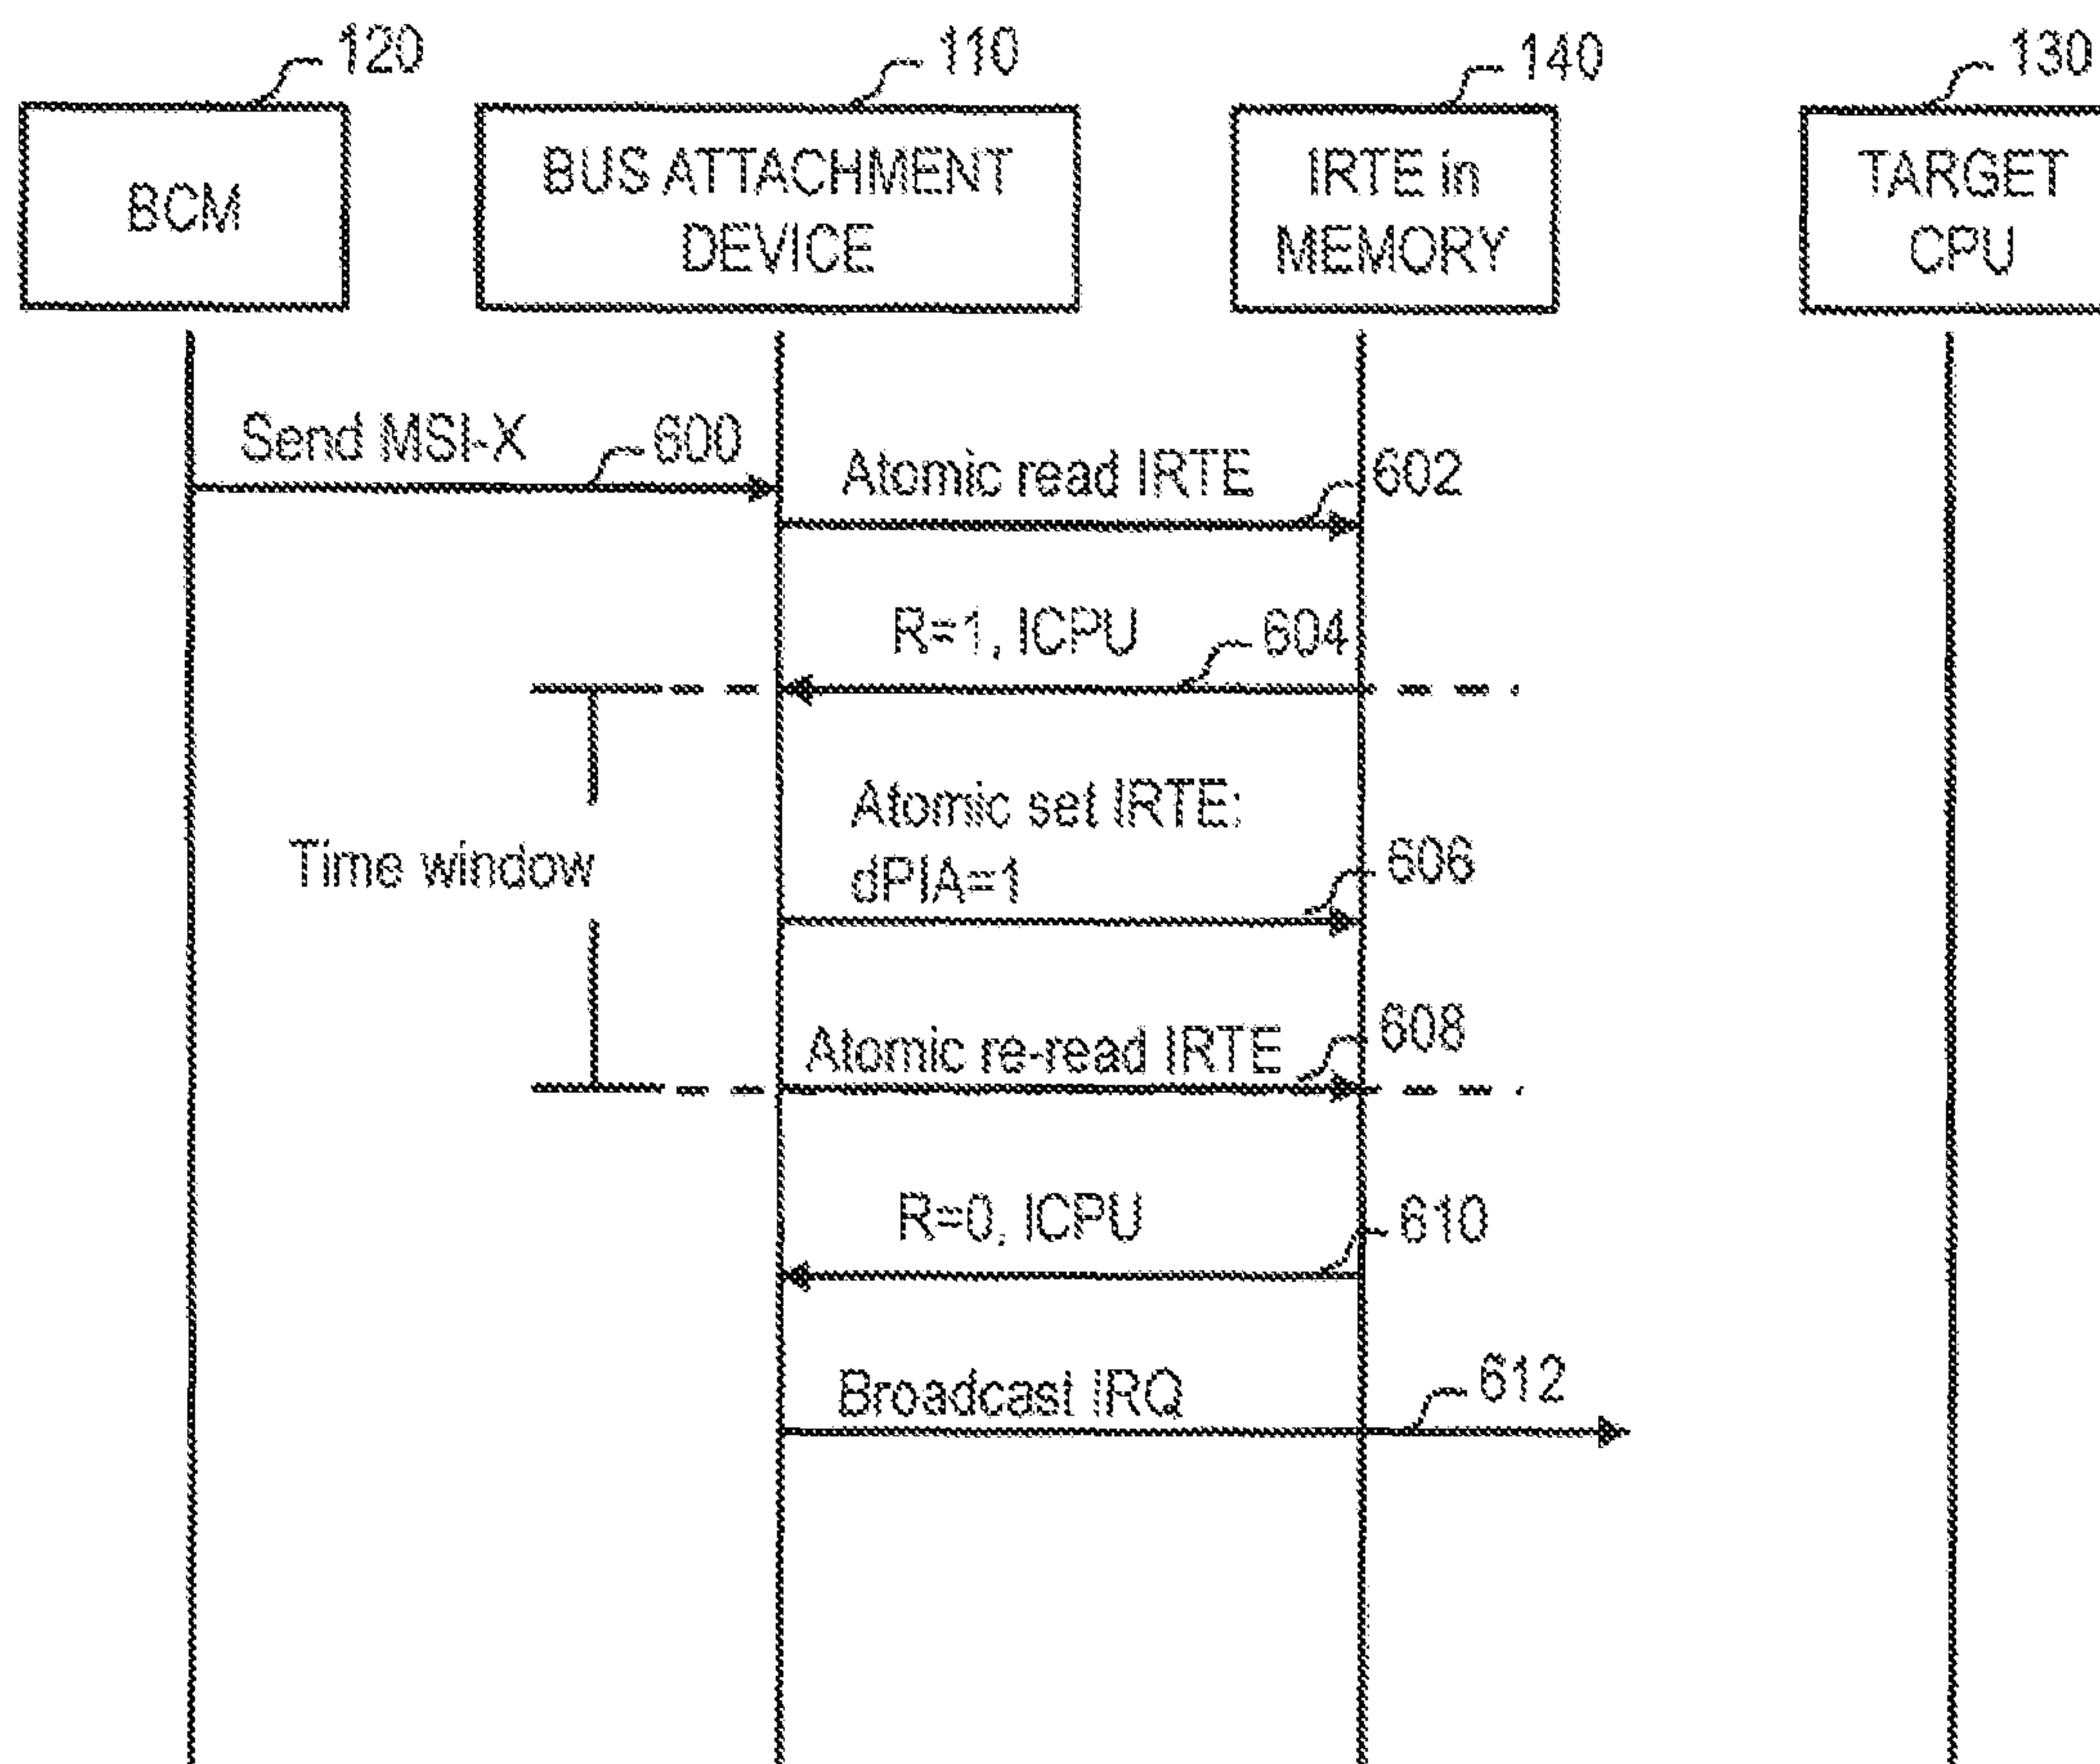 120
110
140
130
BCM
BUS ATTACHMENT
DEVICE
IRTE in
MEMORY
TARGET
CPU
Send MSI-X
600
Atomic read IRTE
602
R=1, ICPU
604
Atomic set IRTE:
dPIA=1
606
Time window
Atomic re-read IRTE
608
R=0, ICPU
610
Broadcast IRQ
612